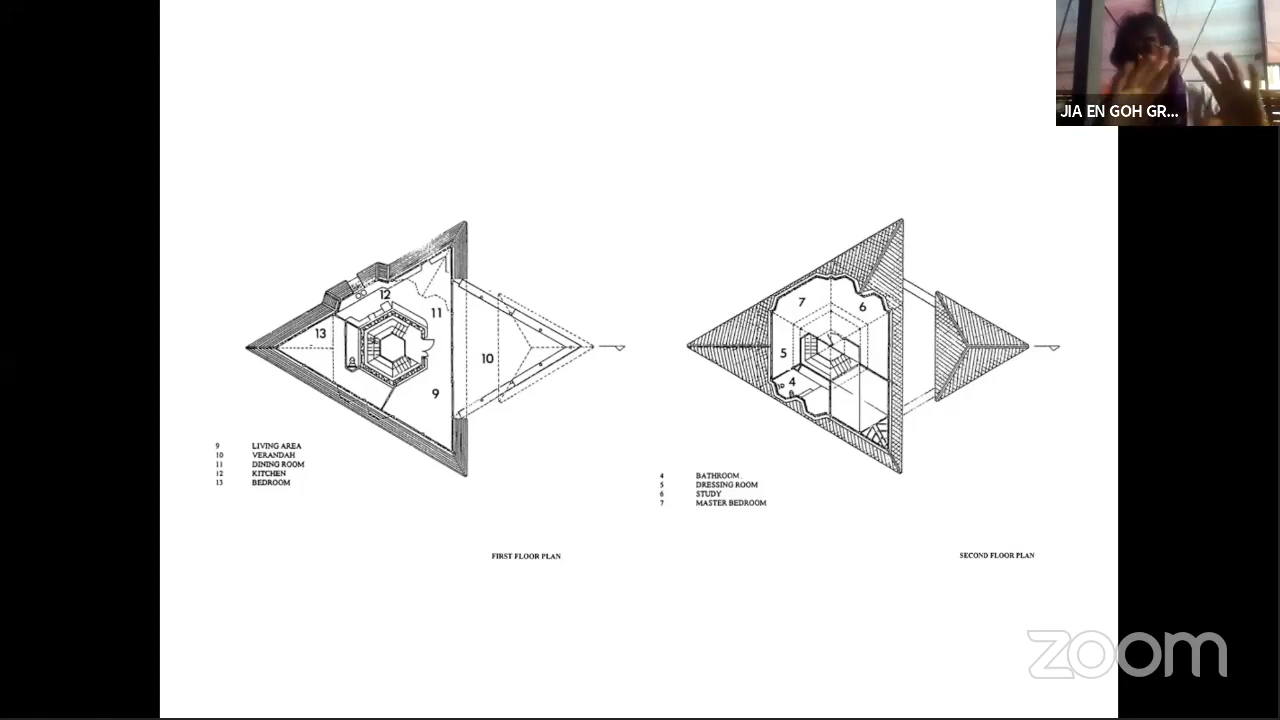 JIA EN GOH GR...
12
11
13
10
9
7
6
5
4
9 LIVING AREA
10 VERANDAH
11 DINING ROOM
12 KITCHEN
13 BEDROOM
4 BATHROOM
5 DRESSING ROOM
6 STUDY
7 MASTER BEDROOM
FIRST FLOOR PLAN
SECOND FLOOR PLAN
zoom